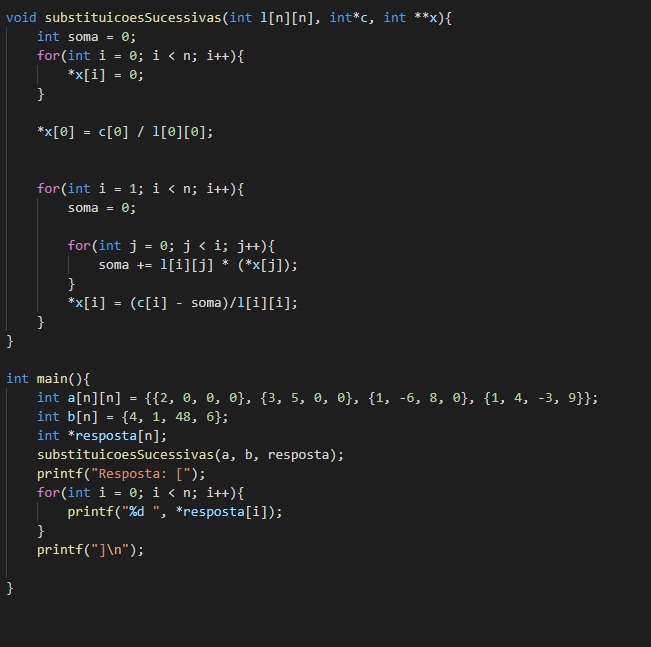 void substituicoesSucessivas(int l[n][n], int*c, int **x){
    int soma = 0;
    for(int i = 0; i < n; i++){
        *x[i] = 0;
    }
    *x[0] = c[0] / l[0][0];
    for(int i = 1; i < n; i++){
        soma = 0;
        for(int j = 0; j < i; j++){
            soma += l[i][j] * (*x[j]);
        }
        *x[i] = (c[i] - soma)/l[i][i];
    }
}
int main(){
    int a[n][n] = {{2, 0, 0, 0}, {3, 5, 0, 0}, {1, -6, 8, 0}, {1, 4, -3, 9}};
    int b[n] = {4, 1, 48, 6};
    int *resposta[n];
    substituicoesSucessivas(a, b, resposta);
    printf("Resposta: [");
    for(int i = 0; i < n; i++){
        printf("%d ", *resposta[i]);
    }
    printf("]\n");
}